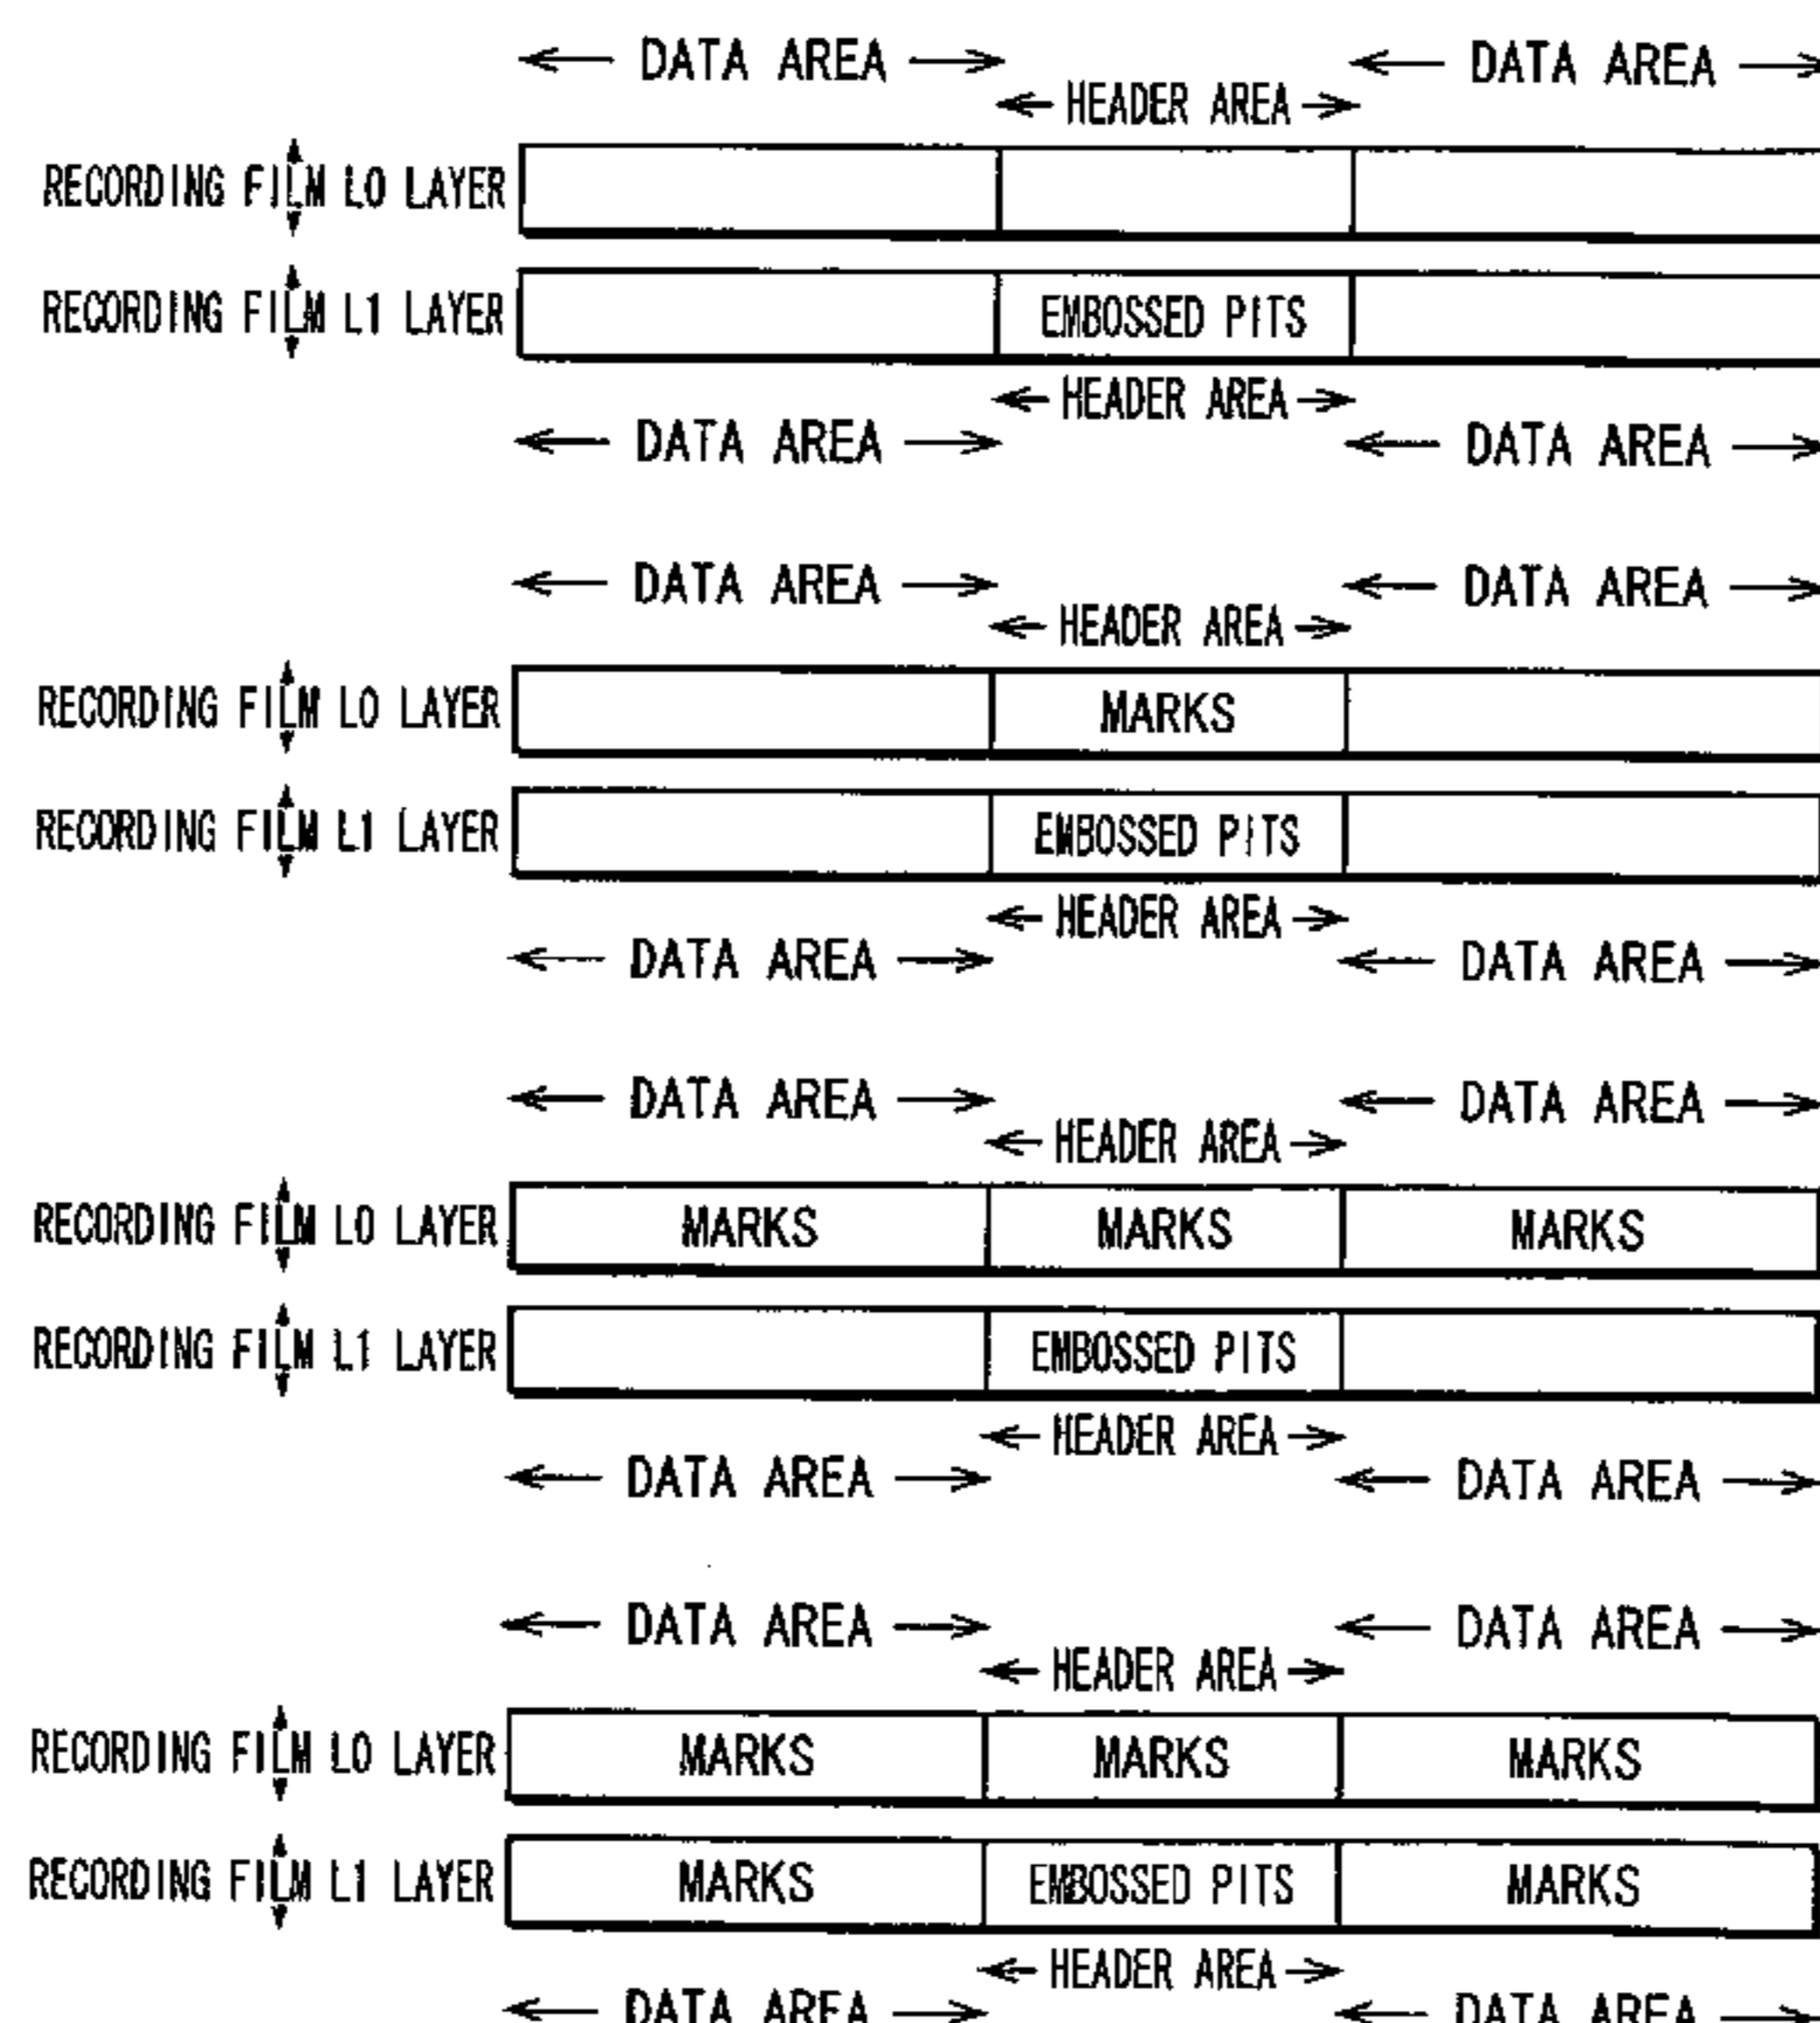 DATA AREA DATA AREA
HEADER AREA
RECORDING FILM L0 LAYER
RECORDING FILM L1 LAYER EMBOSSED PITS
HEADER AREA
DATA AREA DATA AREA
DATA AREA DATA AREA
HEADER AREA
RECORDING FILM L0 LAYER MARKS
RECORDING FILM L1 LAYER EMBOSSED PITS
HEADER AREA
DATA AREA DATA AREA
DATA AREA DATA AREA
HEADER AREA
RECORDING FILM L0 LAYER MARKS MARKS MARKS
RECORDING FILM L1 LAYER EMBOSSED PITS
HEADER AREA
DATA AREA DATA AREA
DATA AREA DATA AREA
HEADER AREA
RECORDING FILM L0 LAYER MARKS MARKS MARKS
RECORDING FILM L1 LAYER MARKS EMBOSSED PITS MARKS
HEADER AREA
DATA AREA DATA AREA